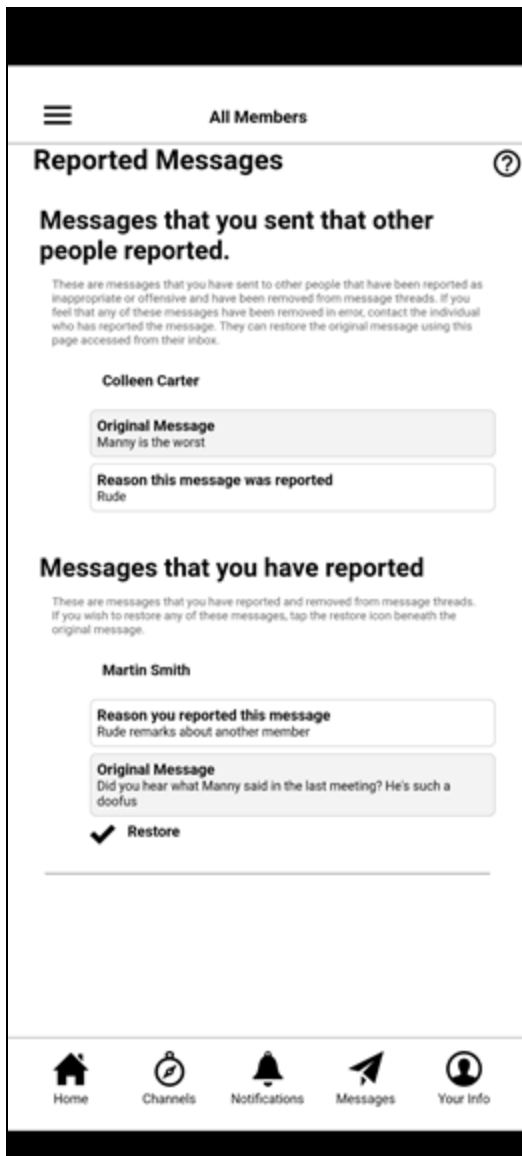 All Members
Reported Messages
Messages that you sent that other
people reported.
These are messages that you have sent to other people that have been reported as
inappropriate or offensive and have been removed from message threads. If you
feel that any of these messages have been removed in error, contact the individual
who has reported the message. They can restore the original message using this
page accessed from their inbox.
Colleen Carter
Original Message
Manny is the worst
Reason this message was reported
Rude
Messages that you have reported
These are messages that you have reported and removed from message threads.
If you wish to restore any of these messages, tap the restore icon beneath the
original message.
Martin Smith
Reason you reported this message
Rude remarks about another member
Original Message
Did you hear what Manny said in the last meeting? He's such a
doofus
Restore
Home Channels Notifications Messages Your Info